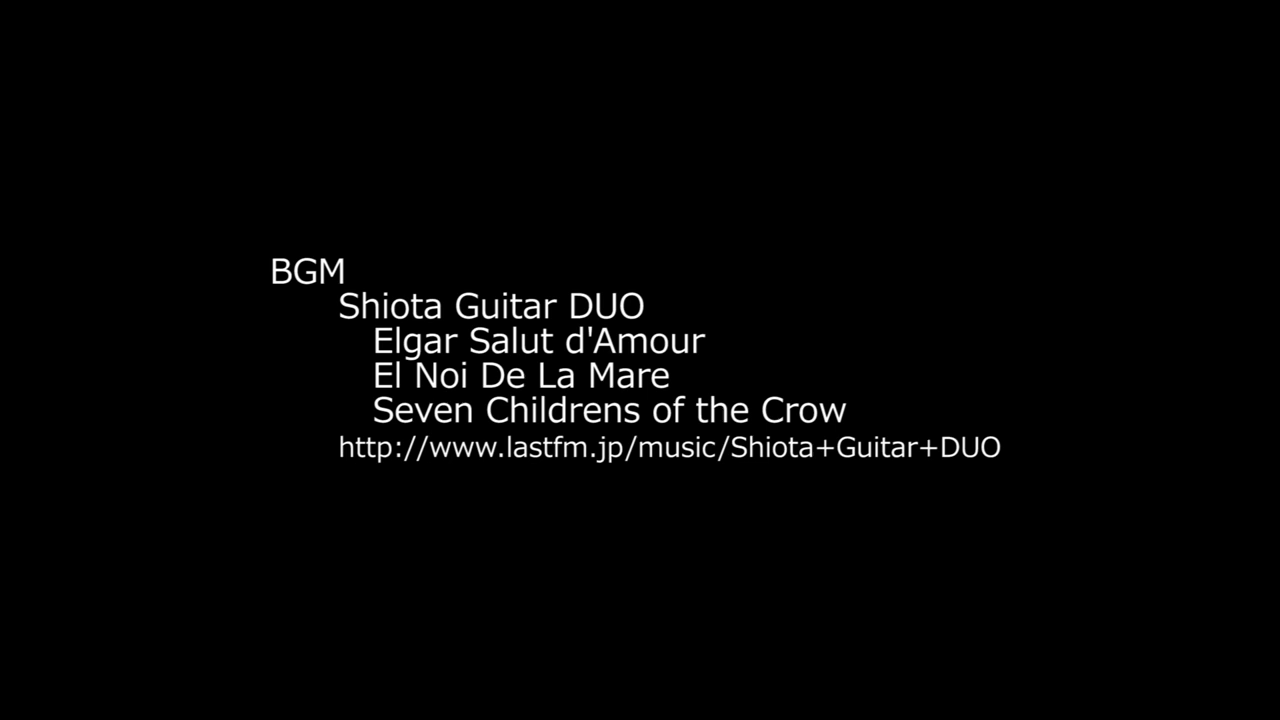 BGM
Shiota Guitar DUO
Elgar Salut d'Amour
El Noi De La Mare
Seven Childrens of the Crow
http://www.lastfm.jp/music/Shiota+Guitar+DUO